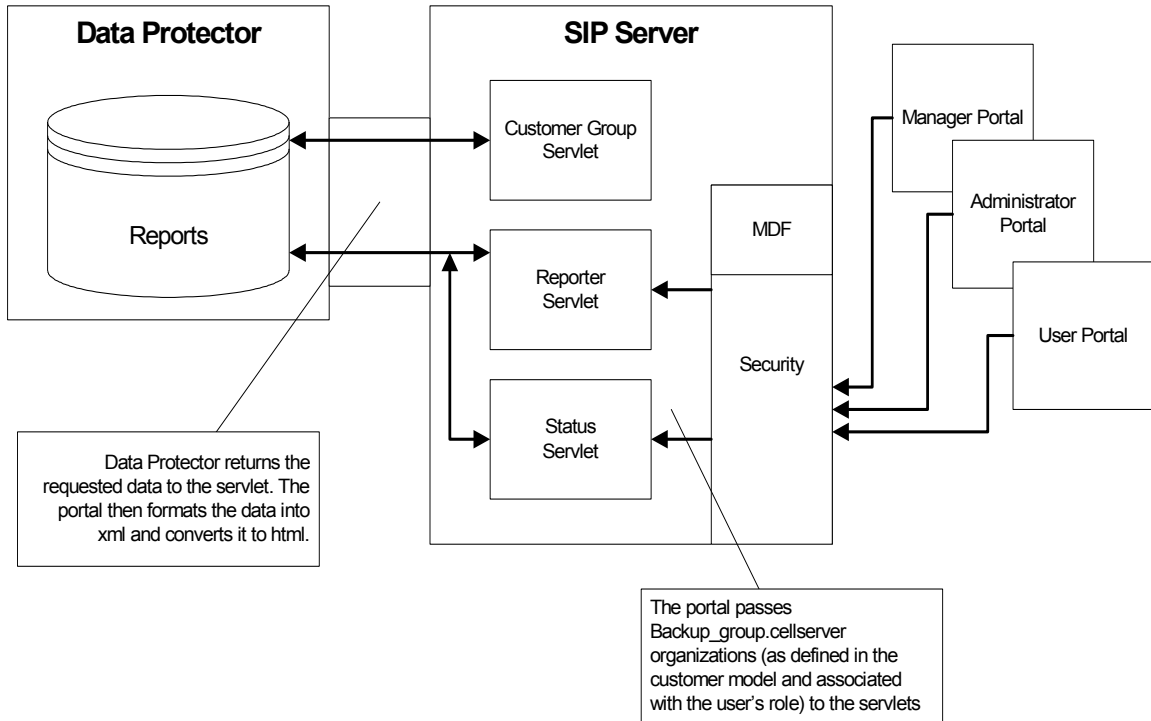 Data Protector
SIP Server
Reports
Customer Group
Servlet
Reporter
Servlet
Status
Servlet
MDF
Security
Manager Portal
Administrator
Portal
User Portal
Data Protector returns the
requested data to the servlet. The
portal then formats the data into
xml and converts it to html.
The portal passes
Backup_group.cellserver
organizations (as defined in the
customer model and associated
with the user's role) to the servlets